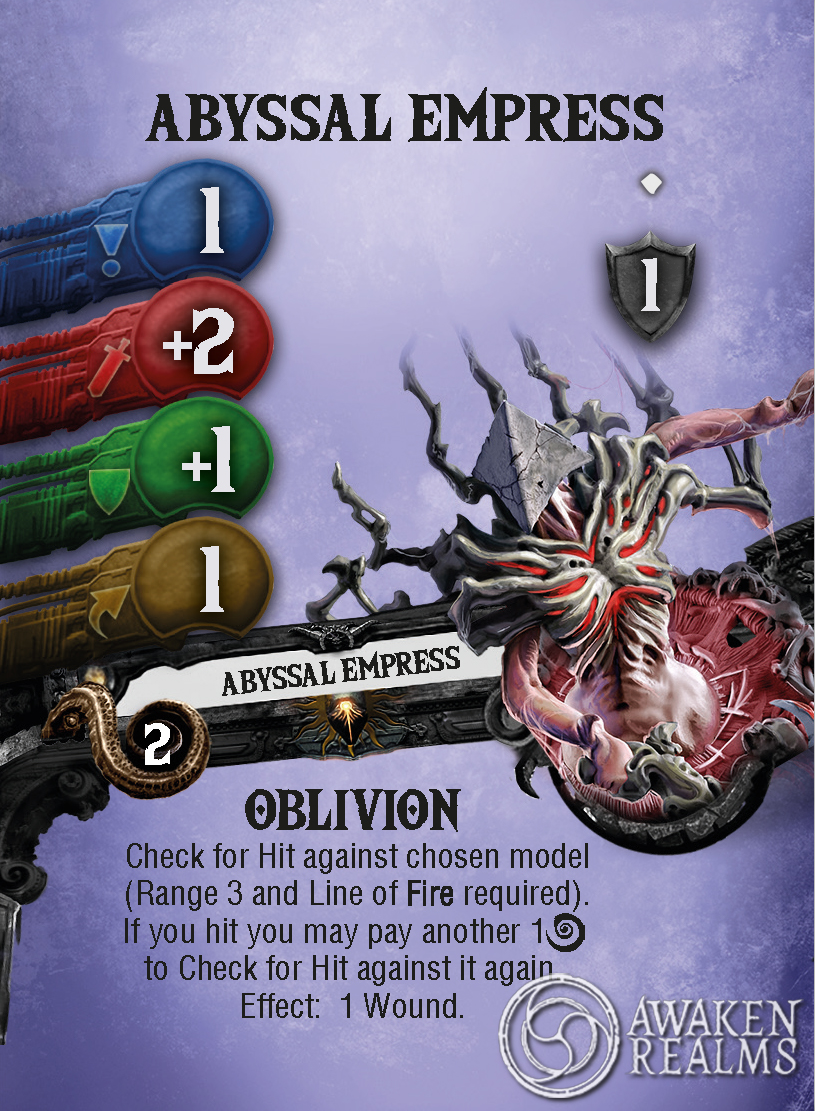 ABYSSAL EMPRESS
1
1
+2
+1
1
ABYSSAL EMPRESS
2
OBLIVION
Check for Hit against chosen model
(Range 3 and Line of Fire required).
If you hit you may pay another 1
to Check for Hit against it again
Effect: 1 Wound.
AWAKEN
REALMS